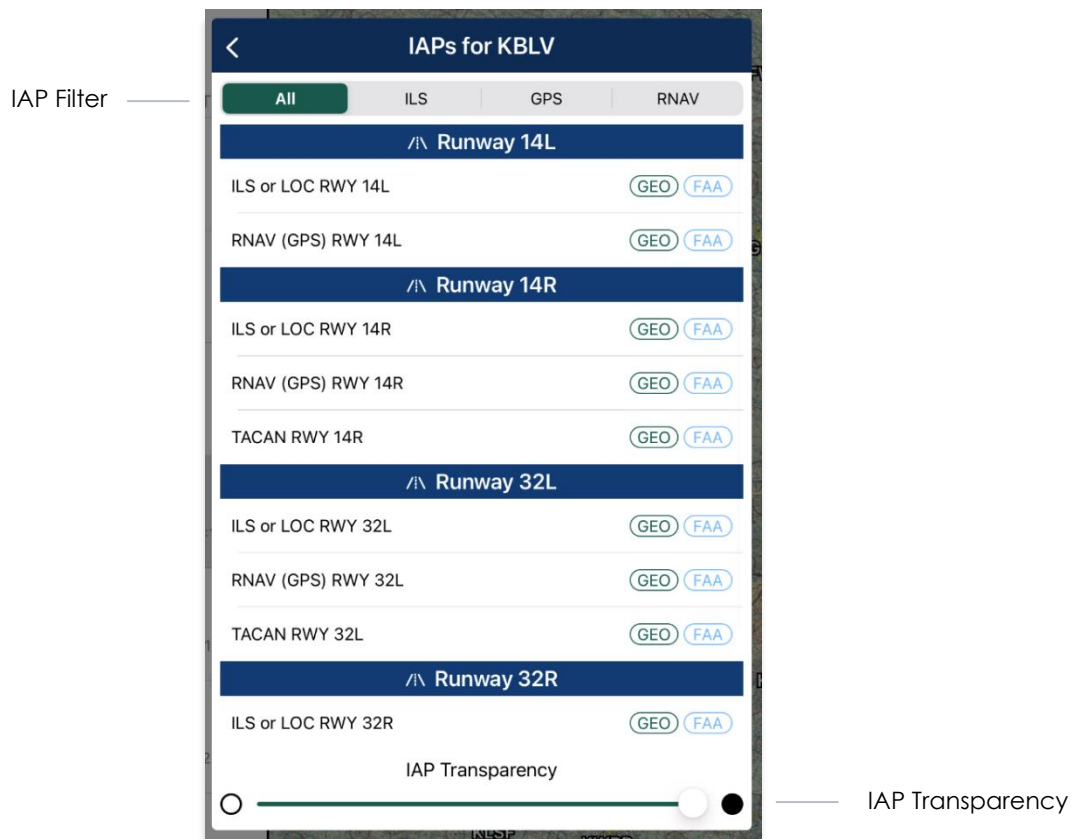 IAPs for KBLV
IAP Filter
All ILS GPS RNAV
Runway 14L
ILS or LOC RWY 14L GEO FAA
RNAV (GPS) RWY 14L GEO FAA
Runway 14R
ILS or LOC RWY 14R GEO FAA
RNAV (GPS) RWY 14R GEO FAA
TACAN RWY 14R GEO FAA
Runway 32L
ILS or LOC RWY 32L GEO FAA
RNAV (GPS) RWY 32L GEO FAA
TACAN RWY 32L GEO FAA
Runway 32R
ILS or LOC RWY 32R GEO FAA
IAP Transparency
IAP Transparency